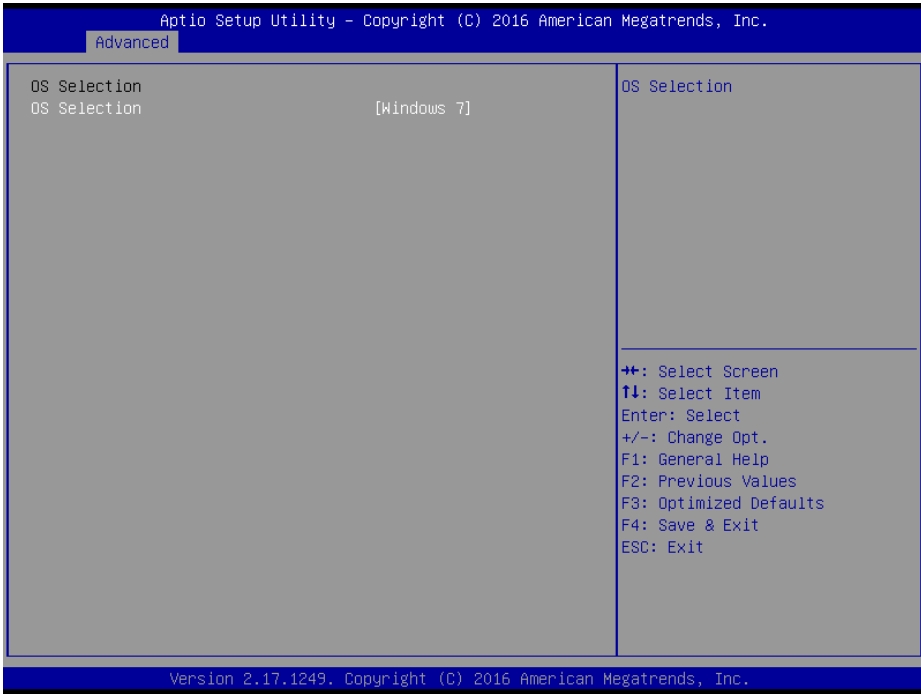 Aptio Setup Utility – Copyright (C) 2016 American Megatrends, Inc.
Advanced
OS Selection
OS Selection [Windows 7]
OS Selection
→←: Select Screen
↑↓: Select Item
Enter: Select
+/-: Change Opt.
F1: General Help
F2: Previous Values
F3: Optimized Defaults
F4: Save & Exit
ESC: Exit
Version 2.17.1249. Copyright (C) 2016 American Megatrends, Inc.